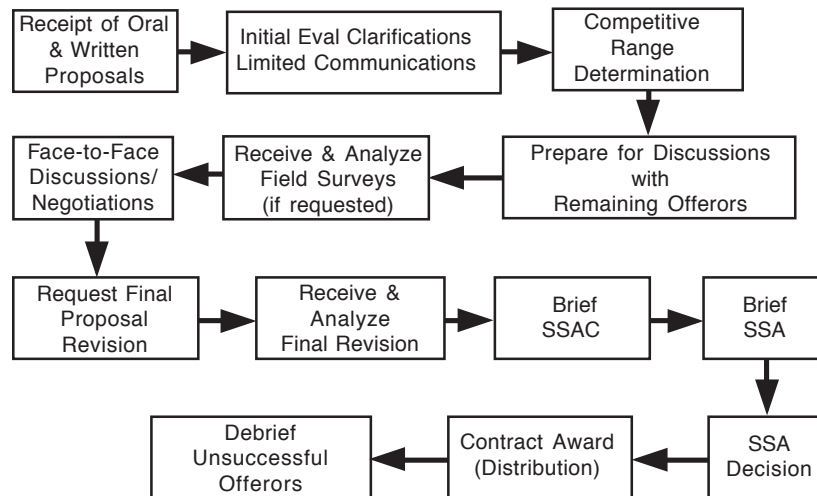 Receipt of Oral
& Written
Proposals
Initial Eval Clarifications
Limited Communications
Competitive
Range
Determination
Prepare for Discussions
with
Remaining Offerors
Receive & Analyze
Field Surveys
(if requested)
Face-to-Face
Discussions/
Negotiations
Request Final
Proposal
Revision
Receive &
Analyze
Final Revision
Brief
SSAC
Brief
SSA
SSA
Decision
Contract Award
(Distribution)
Debrief
Unsuccessful
Offerors